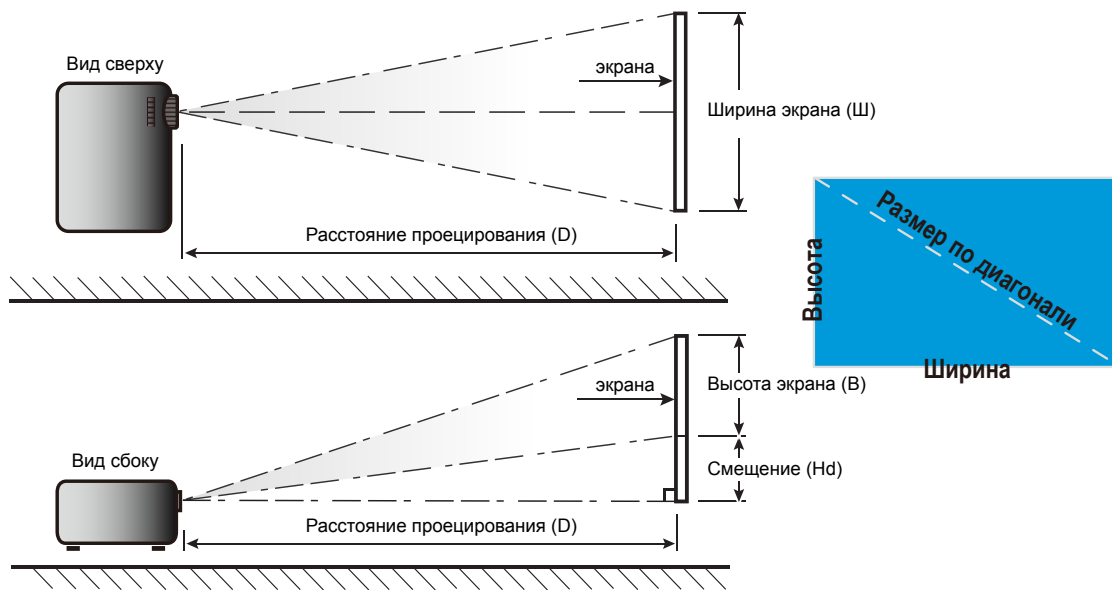 Вид сверху
экрана
Ширина экрана (Ш)
Расстояние проецирования (D)
Высота
Размер по диагонали
Ширина
Вид сбоку
экрана
Высота экрана (В)
Смещение (Hd)
Расстояние проецирования (D)